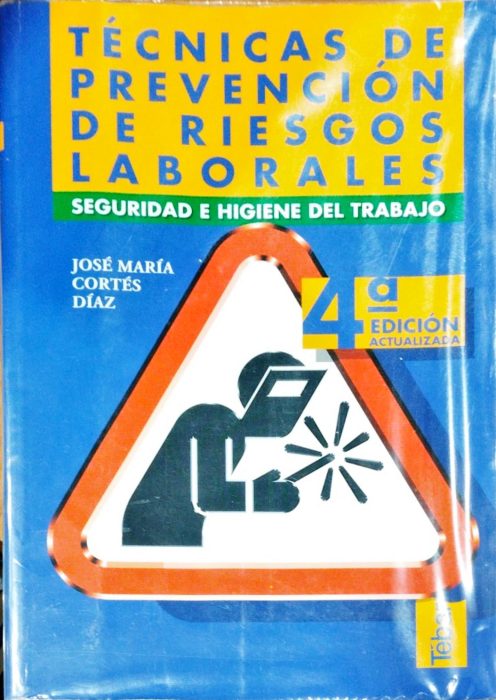 TÉCNICAS DE
PREVENCIÓN
DE RIESGOS
LABORALES
SEGURIDAD E HIGIENE DEL TRABAJO
JOSÉ MARÍA
CORTÉS
DÍAZ
4ª
EDICIÓN
ACTUALIZADA